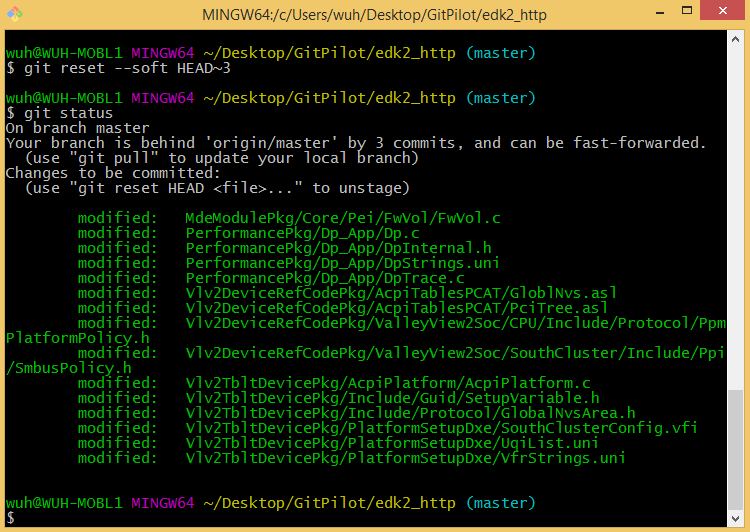 MINGW64:/c/Users/wuh/Desktop/GitPilot/edk2_http
wuh@WUH-MOBL1 MINGW64 ~/Desktop/GitPilot/edk2_http (master)
$ git reset --soft HEAD~3
wuh@WUH-MOBL1 MINGW64 ~/Desktop/GitPilot/edk2_http (master)
$ git status
On branch master
Your branch is behind 'origin/master' by 3 commits, and can be fast-forwarded.
  (use "git pull" to update your local branch)
Changes to be committed:
  (use "git reset HEAD <file>..." to unstage)
        modified:   MdeModulePkg/Core/Pei/FwVol/FwVol.c
        modified:   PerformancePkg/Dp_App/Dp.c
        modified:   PerformancePkg/Dp_App/DpInternal.h
        modified:   PerformancePkg/Dp_App/DpStrings.uni
        modified:   PerformancePkg/Dp_App/DpTrace.c
        modified:   Vlv2DeviceRefCodePkg/AcpiTablesPCAT/GloblNvs.asl
        modified:   Vlv2DeviceRefCodePkg/AcpiTablesPCAT/PciTree.asl
        modified:   Vlv2DeviceRefCodePkg/ValleyView2Soc/CPU/Include/Protocol/Ppm
PlatformPolicy.h
        modified:   Vlv2DeviceRefCodePkg/ValleyView2Soc/SouthCluster/Include/Ppi
/SmbusPolicy.h
        modified:   Vlv2TbltDevicePkg/AcpiPlatform/AcpiPlatform.c
        modified:   Vlv2TbltDevicePkg/Include/Guid/SetupVariable.h
        modified:   Vlv2TbltDevicePkg/Include/Protocol/GlobalNvsArea.h
        modified:   Vlv2TbltDevicePkg/PlatformSetupDxe/SouthClusterConfig.vfi
        modified:   Vlv2TbltDevicePkg/PlatformSetupDxe/UqiList.uni
        modified:   Vlv2TbltDevicePkg/PlatformSetupDxe/VfrStrings.uni
wuh@WUH-MOBL1 MINGW64 ~/Desktop/GitPilot/edk2_http (master)
$